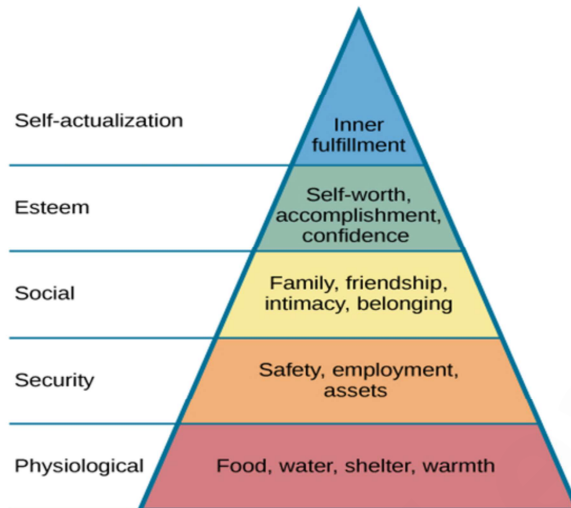 Self-actualization
Inner
fulfillment
Esteem
Self-worth,
accomplishment,
confidence
Social
Family, friendship,
intimacy, belonging
Security
Safety, employment,
assets
Physiological
Food, water, shelter, warmth